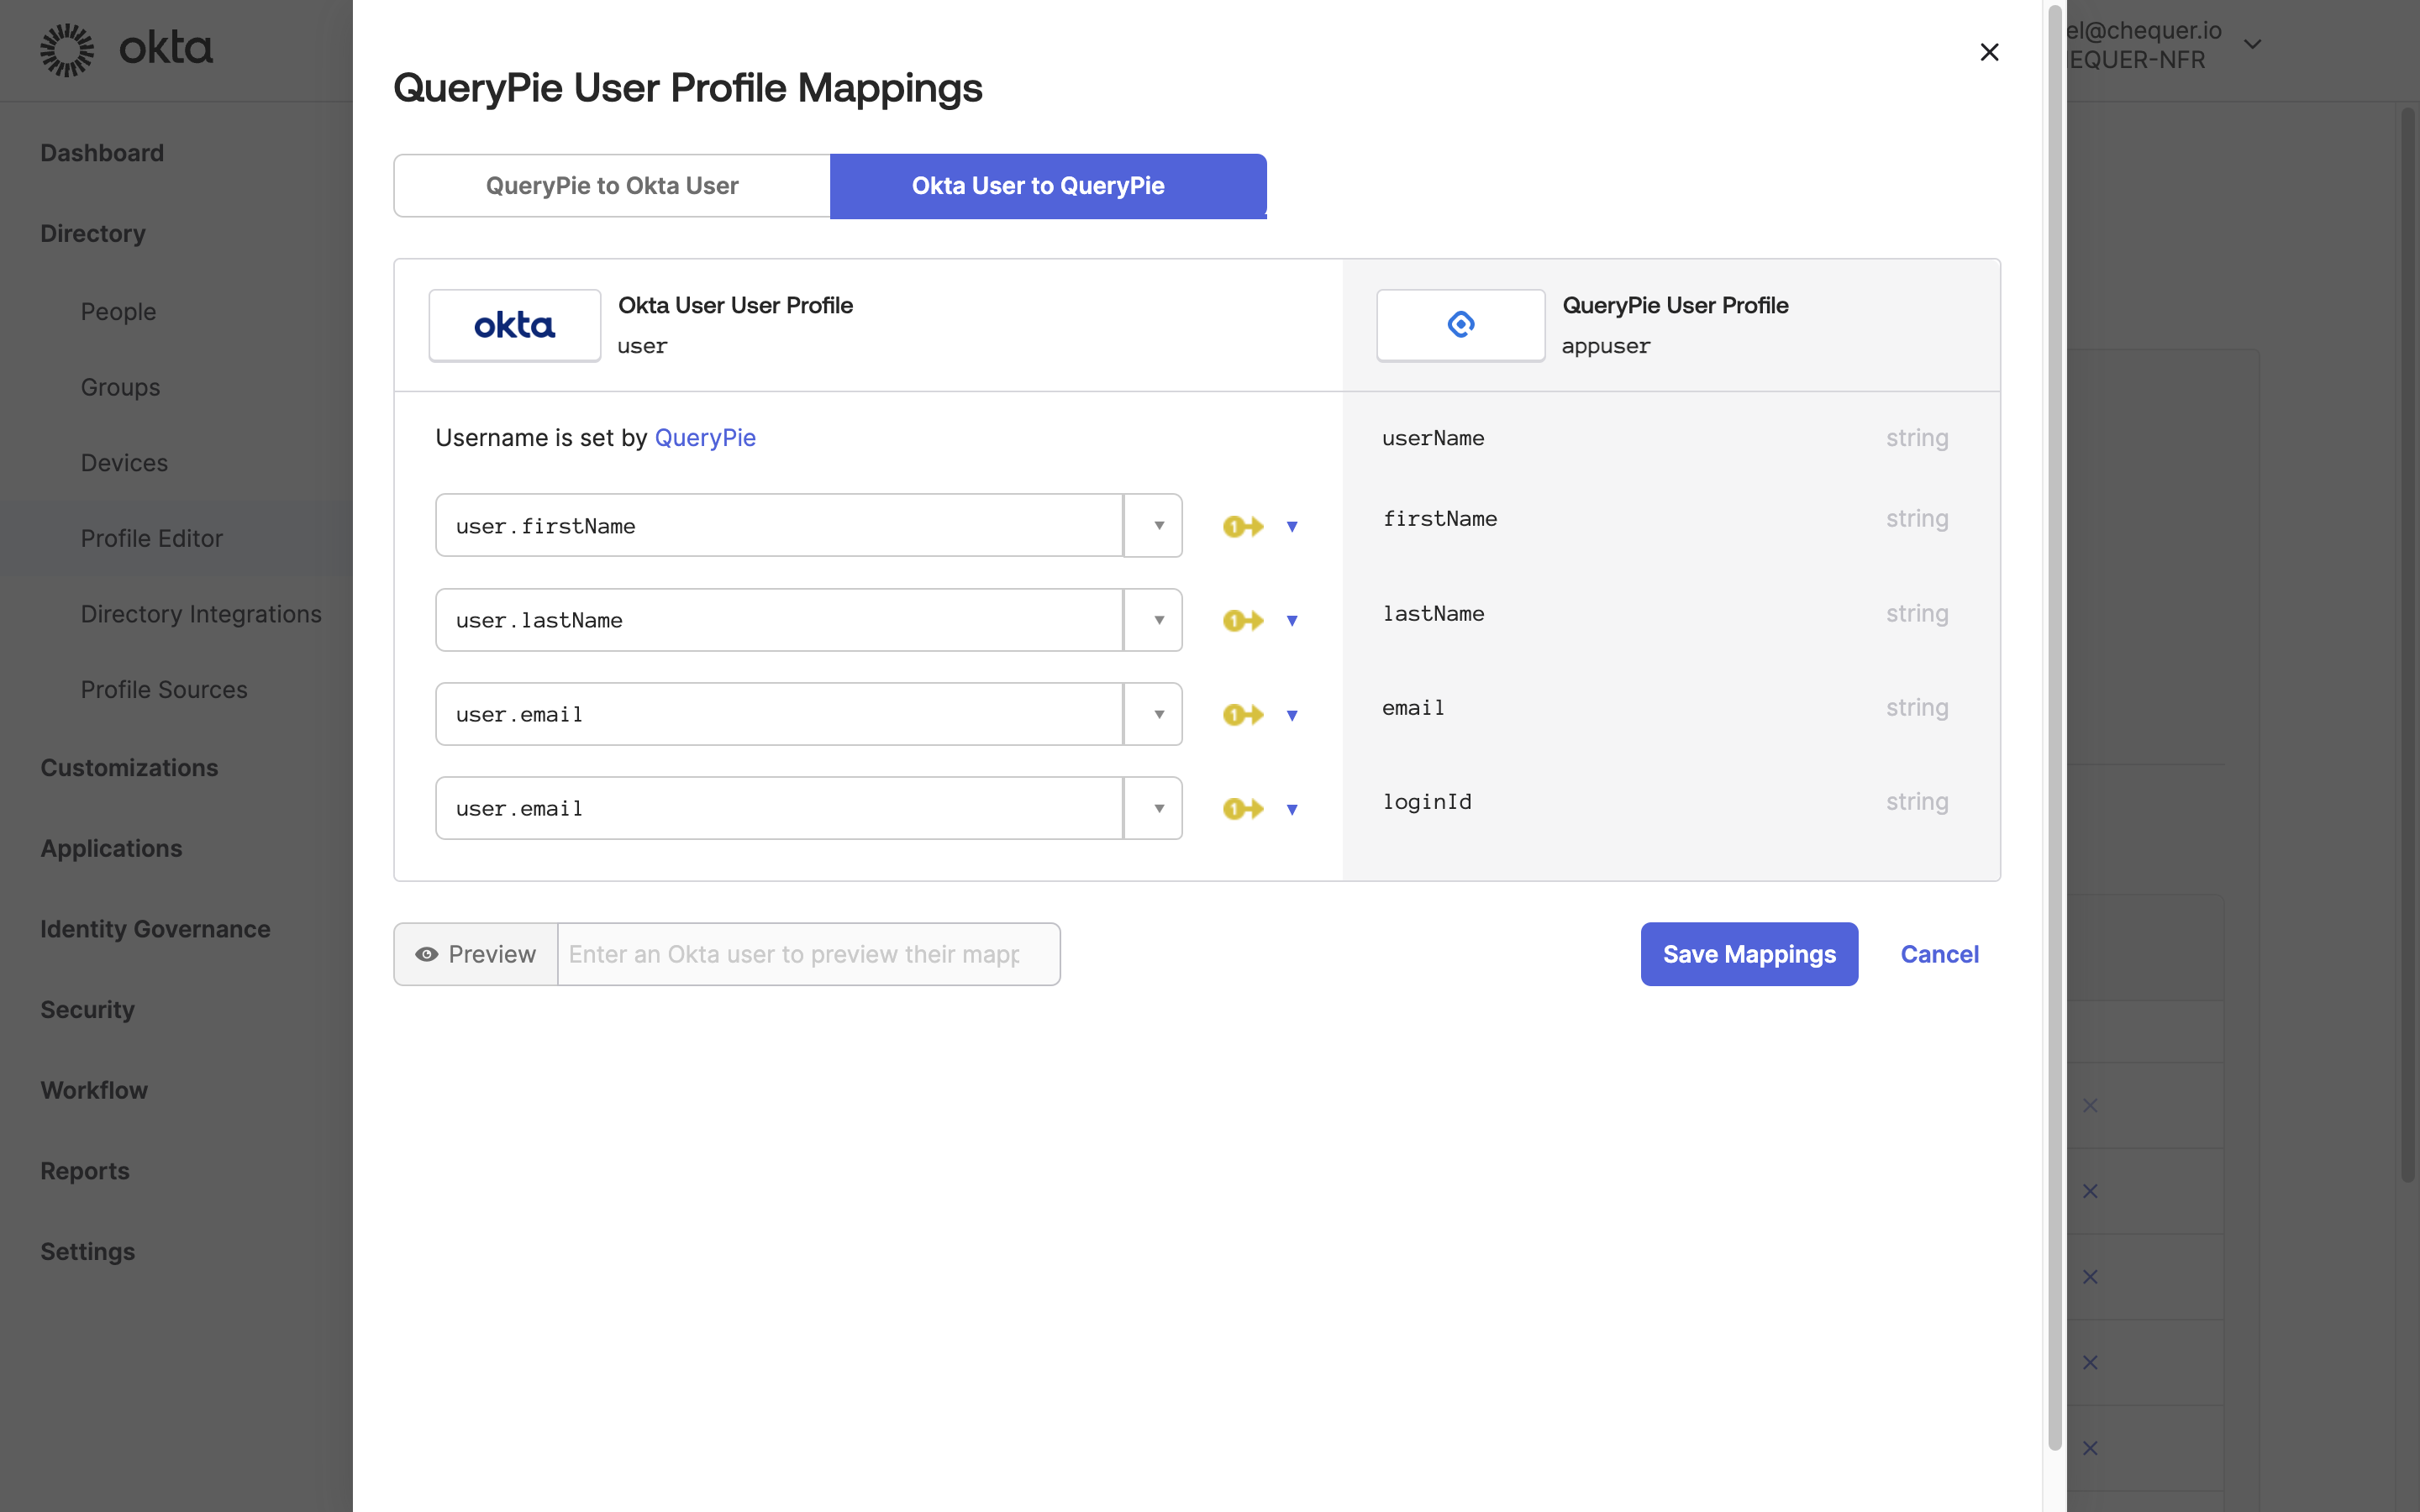 okta
el@chequer.io
EQUER-NFR
Dashboard
Directory
People
Groups
Devices
Profile Editor
Directory Integrations
Profile Sources
Customizations
Applications
Identity Governance
Security
Workflow
Reports
Settings
QueryPie User Profile Mappings
QueryPie to Okta User
Okta User to QueryPie
okta
Okta User User Profile
user
QueryPie User Profile
appuser
Username is set by QueryPie
userName string
user.firstName
1
firstName string
user.lastName
1
lastName string
user.email
1
email string
user.email
1
loginId string
Preview
Enter an Okta user to preview their mapp
Save Mappings
Cancel